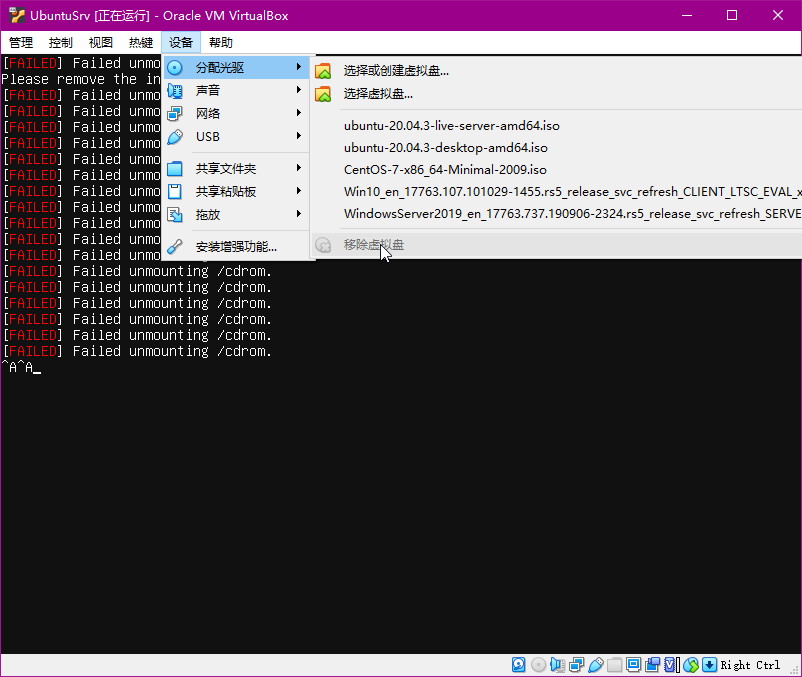 UbuntuSrv [正在运行] - Oracle VM VirtualBox
管理 控制 视图 热键 设备 帮助
[FAILED] Failed unmo
Please remove the in
[FAILED] Failed unmo
[FAILED] Failed unmo
[FAILED] Failed unmo
[FAILED] Failed unmo
[FAILED] Failed unmo
[FAILED] Failed unmo
[FAILED] Failed unmo
[FAILED] Failed unmo
[FAILED] Failed unmo
[FAILED] Failed unmo
[FAILED] Failed unmounting /cdrom.
[FAILED] Failed unmounting /cdrom.
[FAILED] Failed unmounting /cdrom.
[FAILED] Failed unmounting /cdrom.
[FAILED] Failed unmounting /cdrom.
[FAILED] Failed unmounting /cdrom.
[FAILED] Failed unmounting /cdrom.
^A^A_
分配光驱
声音
网络
USB
共享文件夹
共享粘贴板
拖放
安装增强功能...
选择或创建虚拟盘...
选择虚拟盘...
ubuntu-20.04.3-live-server-amd64.iso
ubuntu-20.04.3-desktop-amd64.iso
CentOS-7-x86_64-Minimal-2009.iso
Win10_en_17763.107.101029-1455.rs5_release_svc_refresh_CLIENT_LTSC_EVAL_x
WindowsServer2019_en_17763.737.190906-2324.rs5_release_svc_refresh_SERVE
移除虚拟盘
Right Ctrl